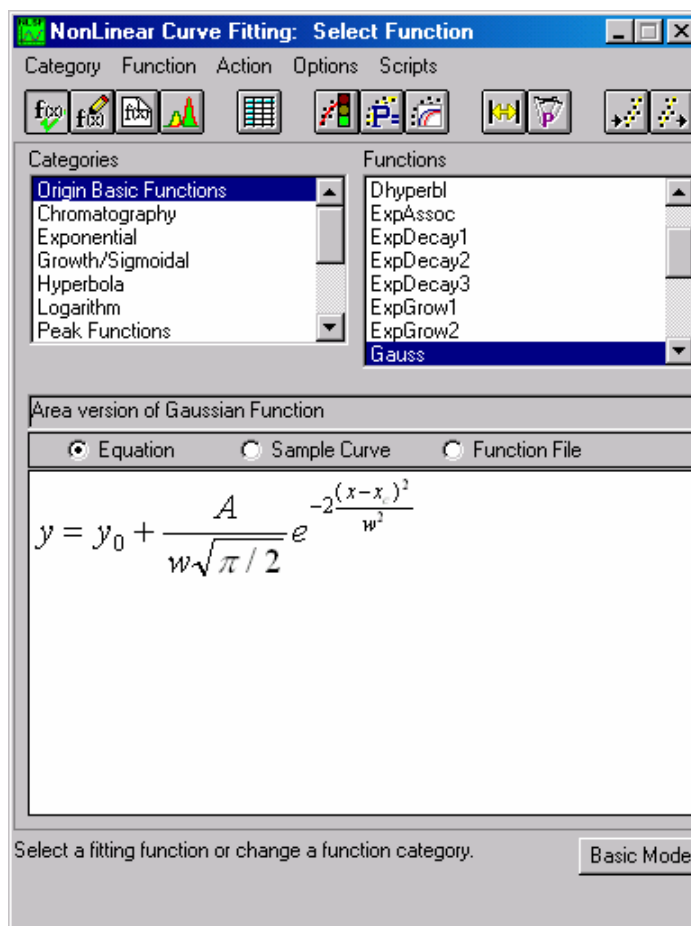 NonLinear Curve Fitting: Select Function
Category Function Action Options Scripts
Categories
Functions
Origin Basic Functions
Chromatography
Exponential
Growth/Sigmoidal
Hyperbola
Logarithm
Peak Functions
Dhyperbl
ExpAssoc
ExpDecay1
ExpDecay2
ExpDecay3
ExpGrow1
ExpGrow2
Gauss
Area version of Gaussian Function
Equation Sample Curve Function File
y = y₀ + A / (w√(π / 2)) e^(-2 (x-x_c)² / w²)
Select a fitting function or change a function category.
Basic Mode